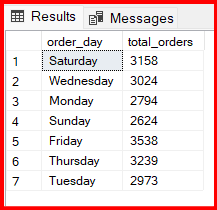 Results Messages
order_day total_orders
1 Saturday 3158
2 Wednesday 3024
3 Monday 2794
4 Sunday 2624
5 Friday 3538
6 Thursday 3239
7 Tuesday 2973